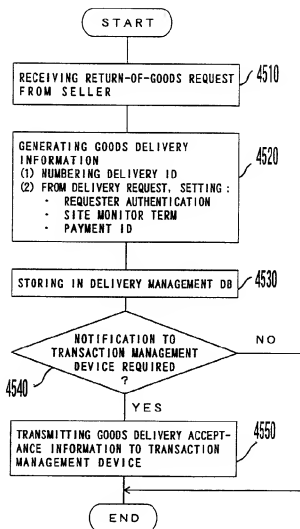 START
RECEIVING RETURN-OF-GOODS REQUEST
FROM SELLER
4510
GENERATING GOODS DELIVERY
INFORMATION
(1) NUMBERING DELIVERY ID
(2) FROM DELIVERY REQUEST, SETTING :
· REQUESTER AUTHENTICATION
· SITE MONITOR TERM
· PAYMENT ID
4520
STORING IN DELIVERY MANAGEMENT DB
4530
NOTIFICATION TO
TRANSACTION MANAGEMENT
DEVICE REQUIRED
?
NO
4540
YES
TRANSMITTING GOODS DELIVERY ACCEPT-
ANCE INFORMATION TO TRANSACTION
MANAGEMENT DEVICE
4550
END